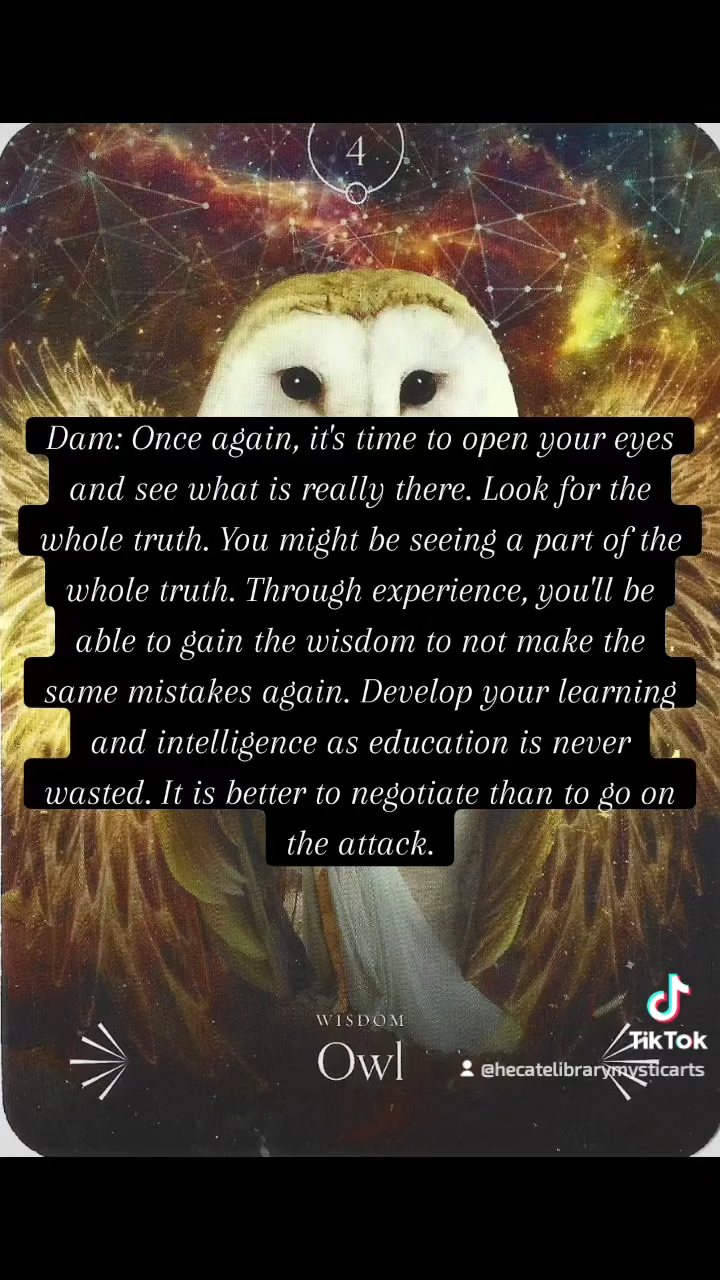 4
Dam: Once again, it's time to open your eyes
and see what is really there. Look for the
whole truth. You might be seeing a part of the
whole truth. Through experience, you'll be
able to gain the wisdom to not make the
same mistakes again. Develop your learning
and intelligence as education is never
wasted. It is better to negotiate than to go on
the attack.
WISDOM
Owl
TikTok
@hecatelibrarymysticarts